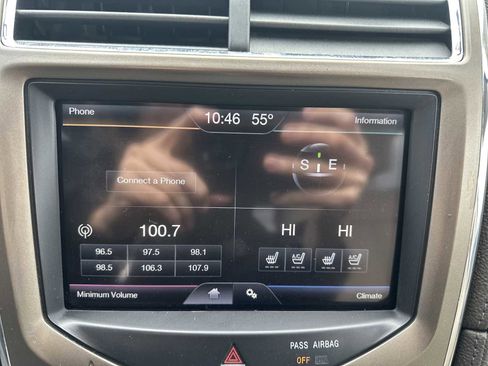 Phone
10:46 55°
Information
Connect a Phone
S E
100.7
HI HI
96.5 97.5 98.1
98.5 106.3 107.9
Minimum Volume
Climate
PASS AIRBAG
OFF